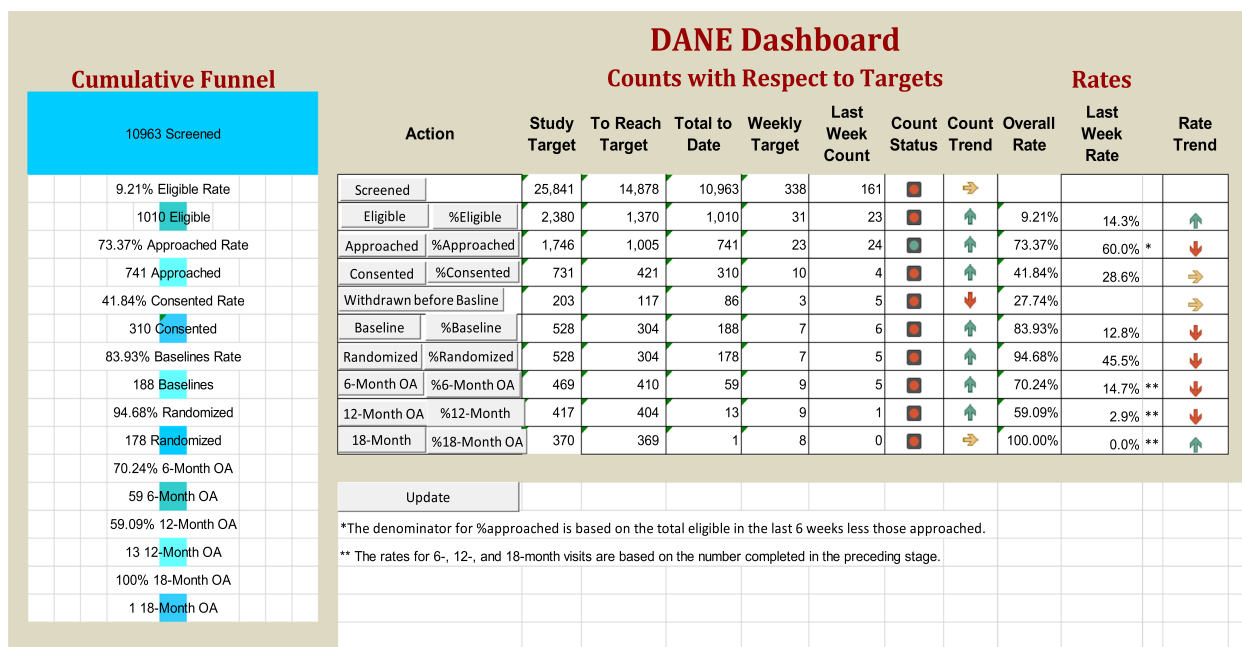 DANE Dashboard
Cumulative Funnel
Counts with Respect to Targets
Rates
10963 Screened
9.21% Eligible Rate
1010 Eligible
73.37% Approached Rate
741 Approached
41.84% Consented Rate
310 Consented
83.93% Baselines Rate
188 Baselines
94.68% Randomized
178 Randomized
70.24% 6-Month OA
59 6-Month OA
59.09% 12-Month OA
13 12-Month OA
100% 18-Month OA
1 18-Month OA
Action Study Target To Reach Target Total to Date Weekly Target Last Week Count Count Status Count Trend Overall Rate Last Week Rate Rate Trend
Screened 25,841 14,878 10,963 338 161
Eligible %Eligible 2,380 1,370 1,010 31 23 9.21% 14.3%
Approached %Approached 1,746 1,005 741 23 24 73.37% 60.0% *
Consented %Consented 731 421 310 10 4 41.84% 28.6%
Withdrawn before Basline 203 117 86 3 5 27.74%
Baseline %Baseline 528 304 188 7 6 83.93% 12.8%
Randomized %Randomized 528 304 178 7 5 94.68% 45.5%
6-Month OA %6-Month OA 469 410 59 9 5 70.24% 14.7% **
12-Month OA %12-Month 417 404 13 9 1 59.09% 2.9% **
18-Month %18-Month OA 370 369 1 8 0 100.00% 0.0% **
Update
*The denominator for %approached is based on the total eligible in the last 6 weeks less those approached.
** The rates for 6-, 12-, and 18-month visits are based on the number completed in the preceding stage.